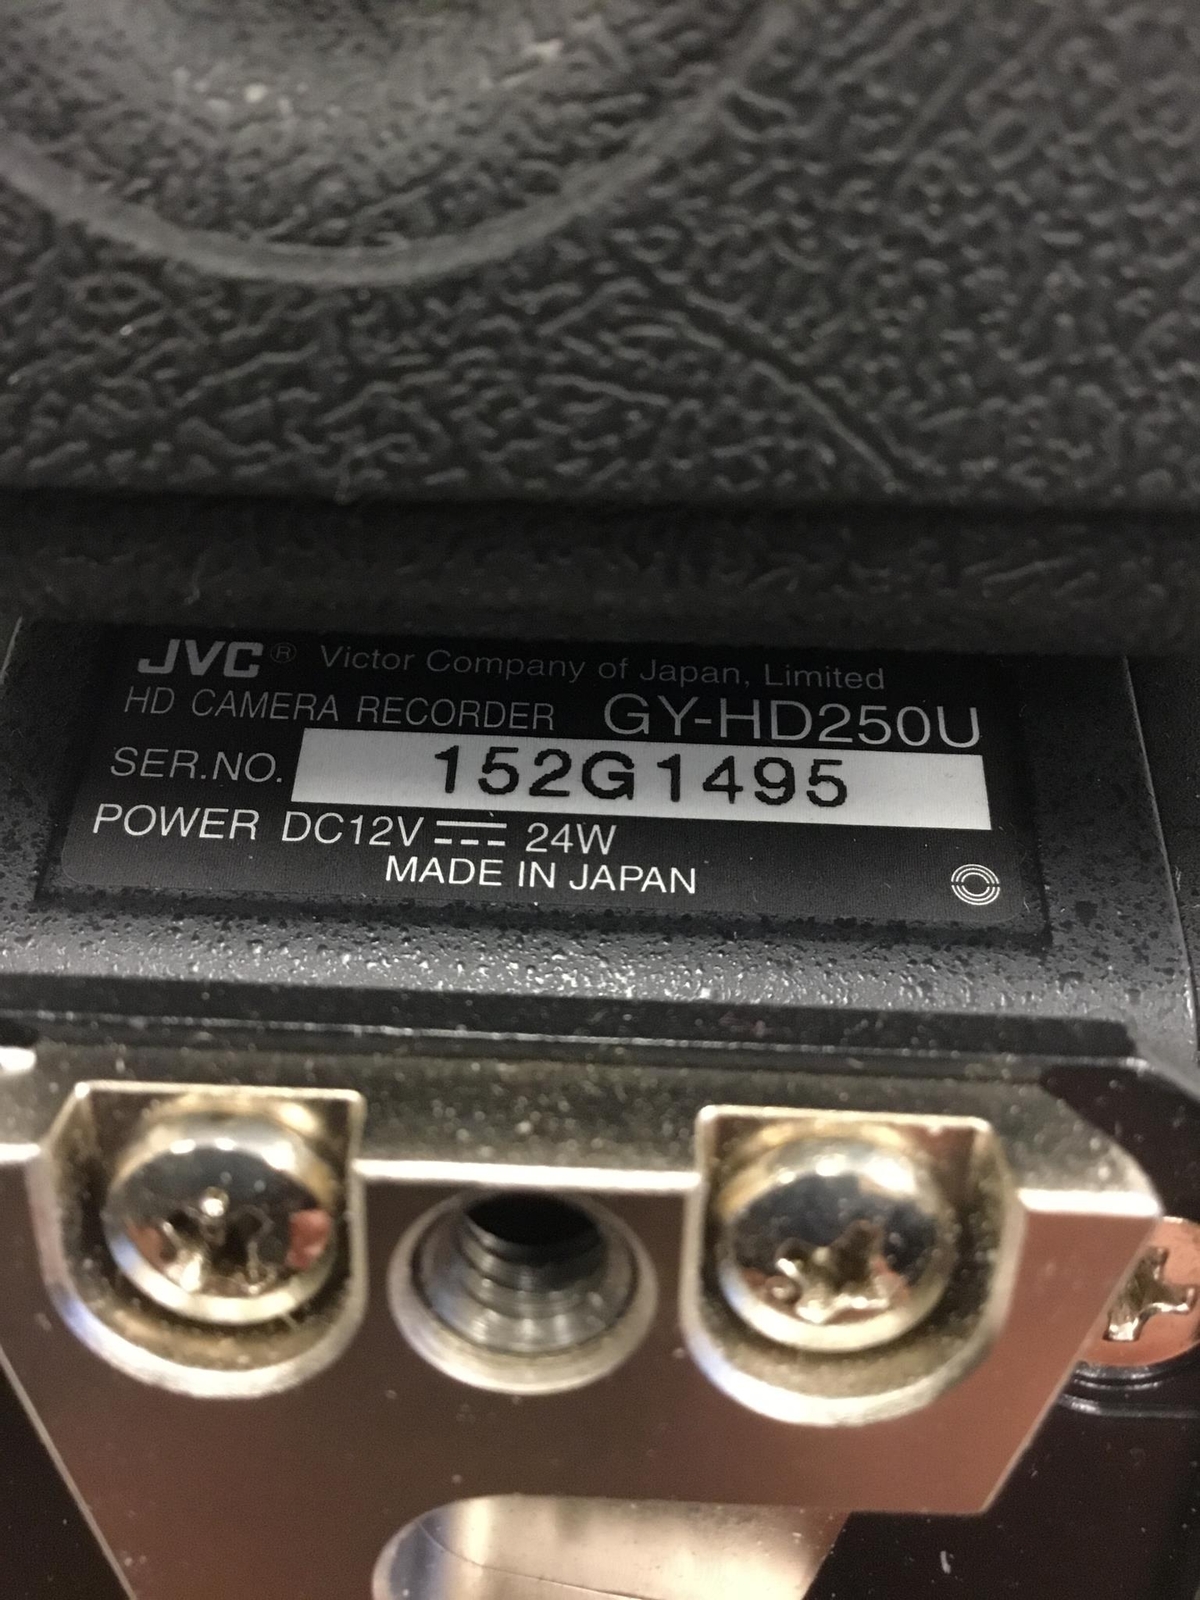 JVC® Victor Company of Japan, Limited
HD CAMERA RECORDER GY-HD250U
SER.NO. 152G1495
POWER DC12V ⎓ 24W
MADE IN JAPAN